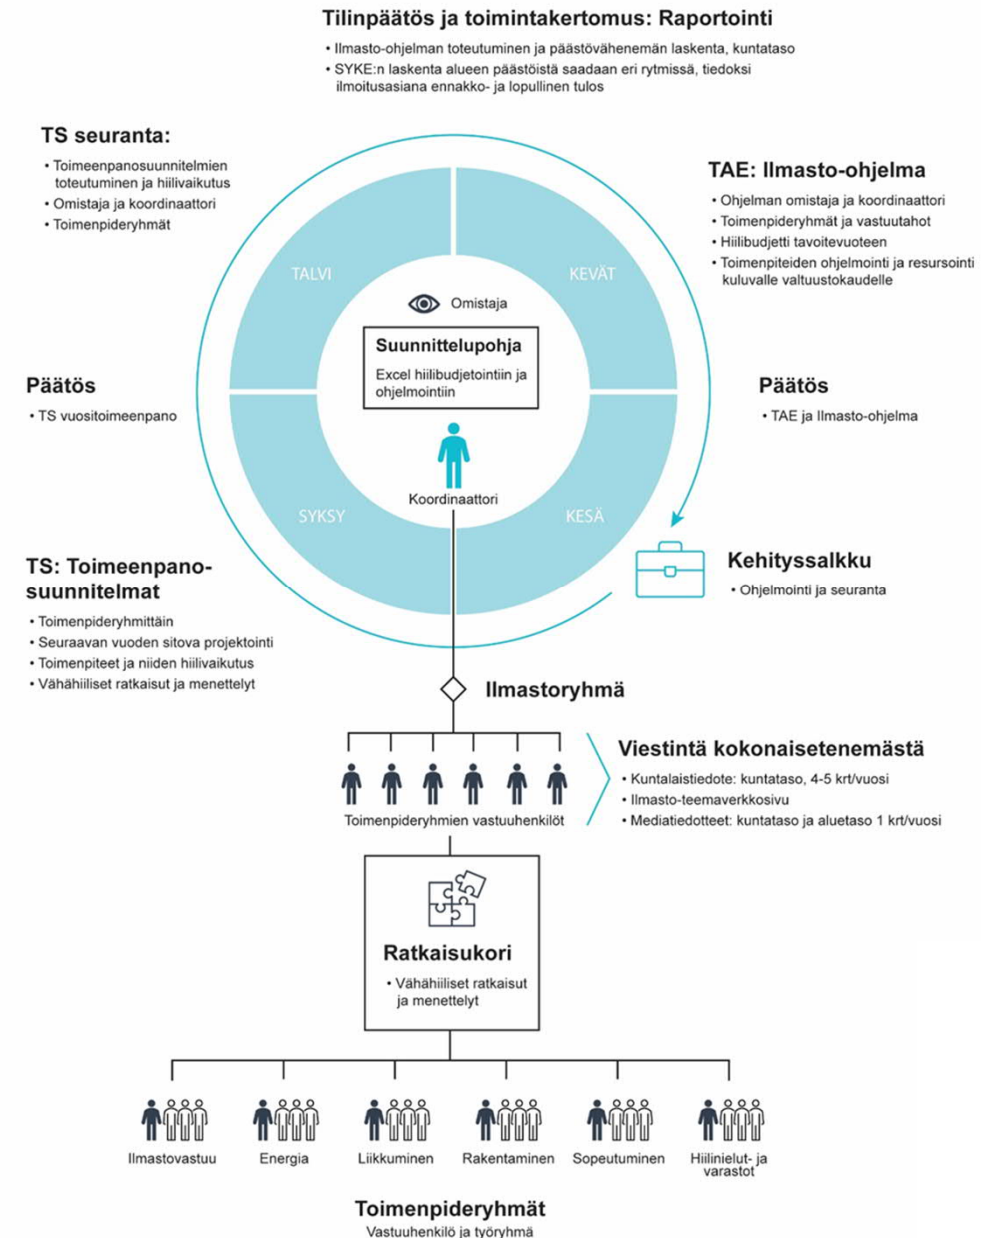 Tilinpäätös ja toimintakertomus: Raportointi
• Ilmasto-ohjelman toteutuminen ja päästövähenemän laskenta, kuntataso
• SYKE:n laskenta alueen päästöistä saadaan eri rytmissä, tiedoksi
ilmoitusasiana ennakko- ja lopullinen tulos
TS seuranta:
• Toimeenpanosuunnitelmien
toteutuminen ja hiilivaikutus
• Omistaja ja koordinaattori
• Toimenpideryhmät
TAE: Ilmasto-ohjelma
• Ohjelman omistaja ja koordinaattori
• Toimenpideryhmät ja vastuutahot
• Hiilibudjetti tavoitevuoteen
• Toimenpiteiden ohjelmointi ja resursointi
kuluvalle valtuustokaudelle
TALVI
KEVÄT
Omistaja
Suunnittelupohja
Excel hiilibudjetointiin ja
ohjelmointiin
Koordinaattori
Päätös
• TS vuositoimeenpano
Päätös
• TAE ja Ilmasto-ohjelma
SYKSY
KESÄ
TS: Toimeenpano-
suunnitelmat
• Toimenpideryhmittäin
• Seuraavan vuoden sitova projektointi
• Toimenpiteet ja niiden hiilivaikutus
• Vähähiiliset ratkaisut ja menettelyt
Kehityssalkku
• Ohjelmointi ja seuranta
Ilmastoryhmä
Toimenpideryhmien vastuuhenkilöt
Viestintä kokonaisetenemästä
• Kuntalaistiedote: kuntataso, 4-5 krt/vuosi
• Ilmasto-teemaverkkosivu
• Mediatiedotteet: kuntataso ja aluetaso 1 krt/vuosi
Ratkaisukori
• Vähähiiliset ratkaisut
ja menettelyt
Ilmastovastuu
Energia
Liikkuminen
Rakentaminen
Sopeutuminen
Hiilinielut- ja
varastot
Toimenpideryhmät
Vastuuhenkilö ja työryhmä